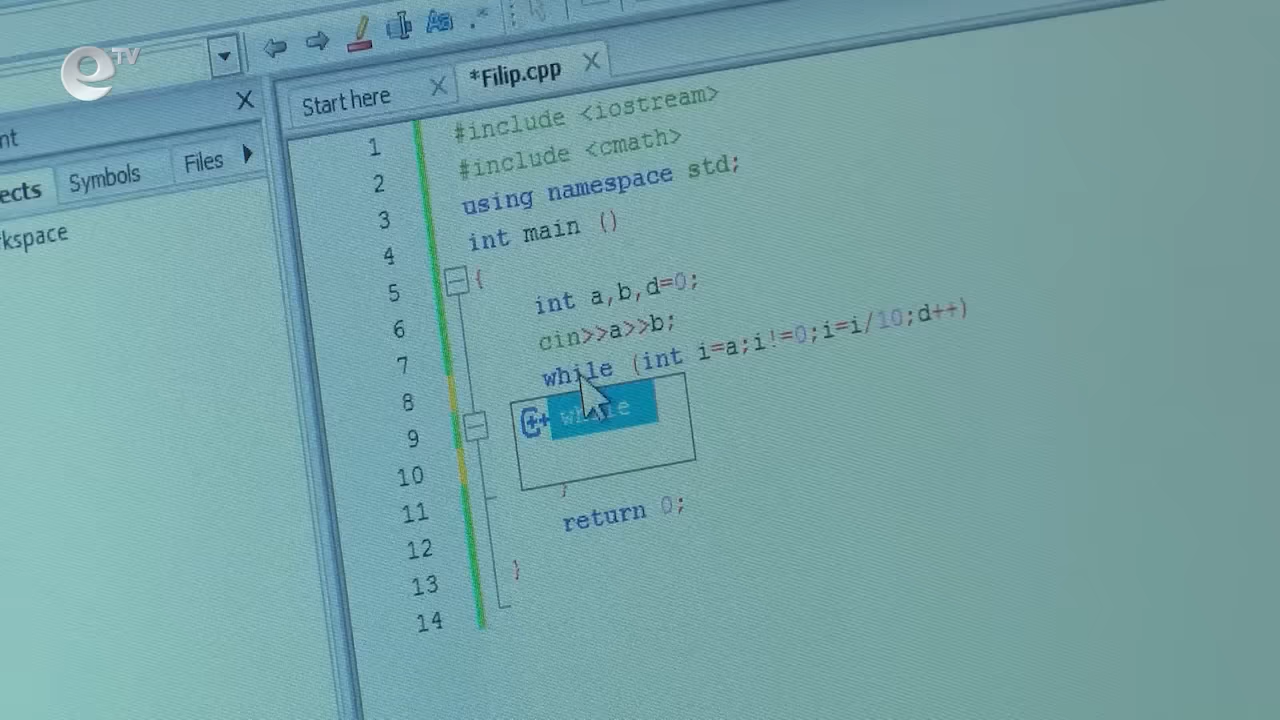 eTV
Start here
*Filip.cpp
nt
ects
Symbols
Files
kspace
1 #include <iostream>
2 #include <cmath>
3 using namespace std;
4 int main ()
5 {
6 int a,b,d=0;
7 cin>>a>>b;
8 while (int i=a;i!=0;i=i/10;d++)
9 C++ while
10
11 }
12 return 0;
13 }
14